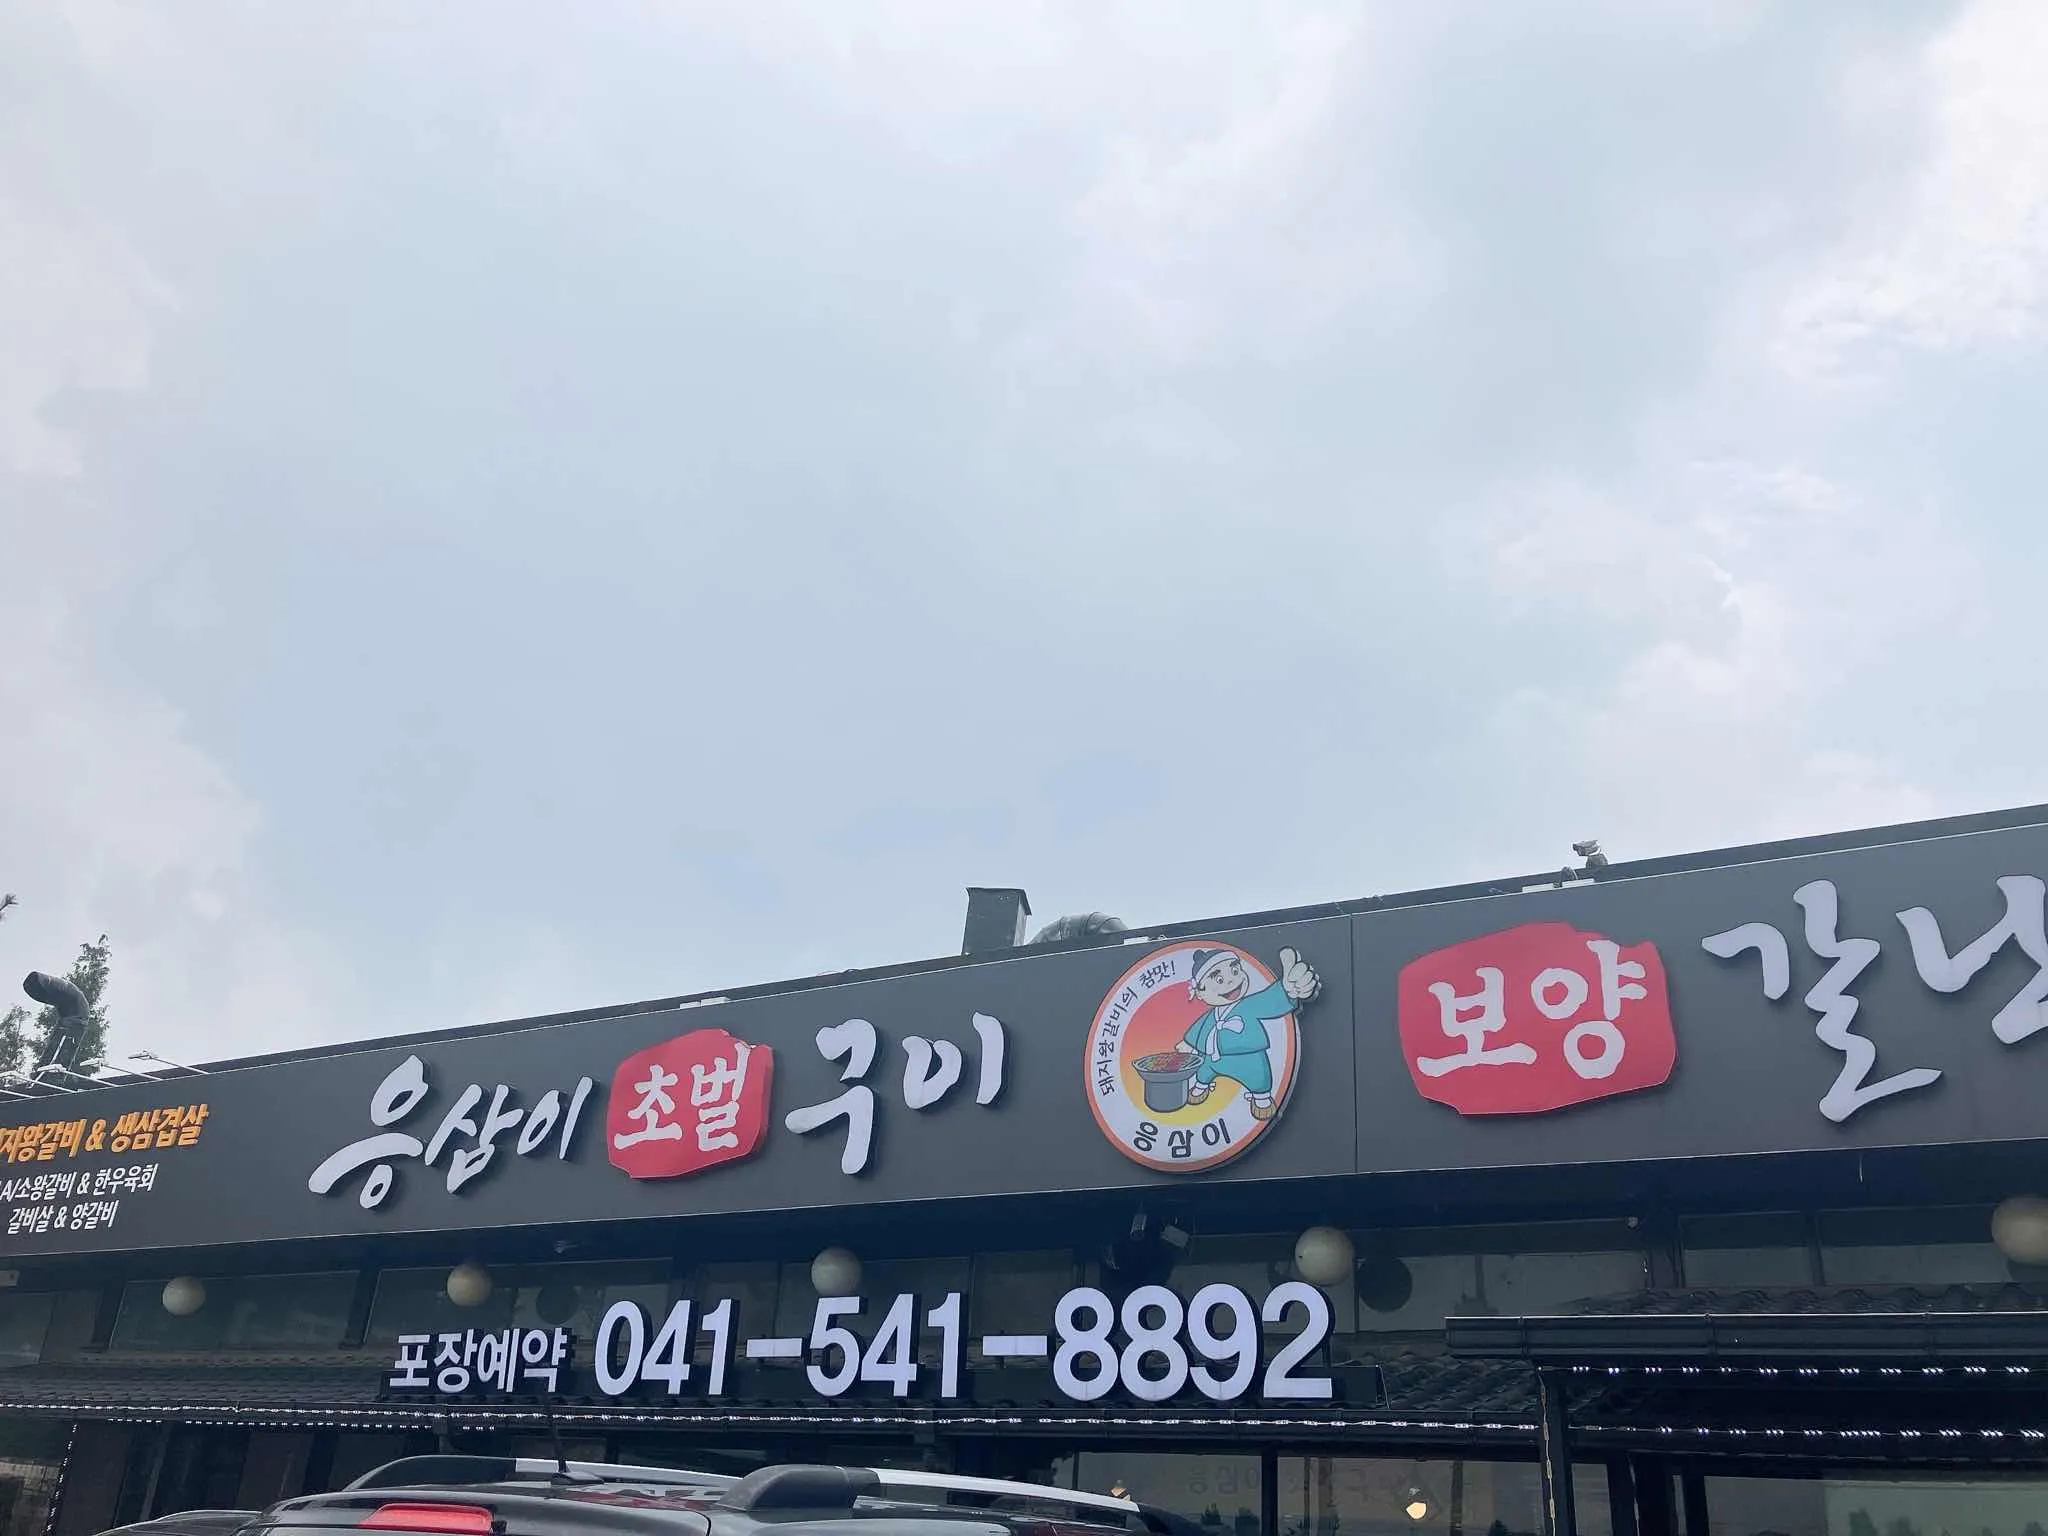 지왕갈비 & 생삼겹살
A/소왕갈비 & 한우육회
갈비살 & 양갈비
응삼이 초벌 구이
돼지왕갈비의 참맛!
응삼이
보양 갈낙
포장예약 041-541-8892